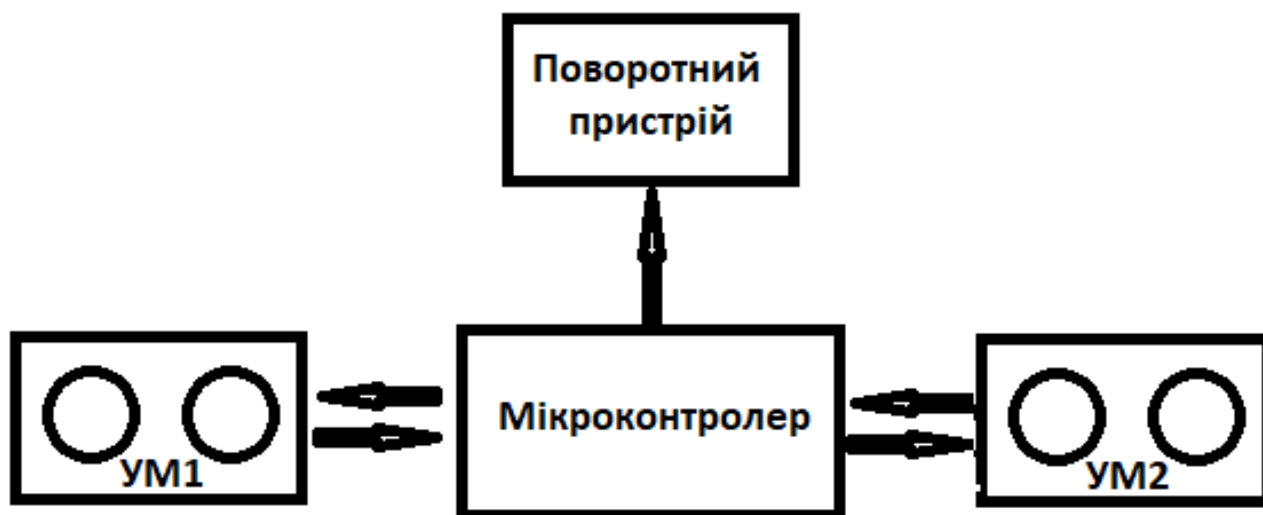 Поворотний
пристрій
Мікроконтролер
УМ1
УМ2